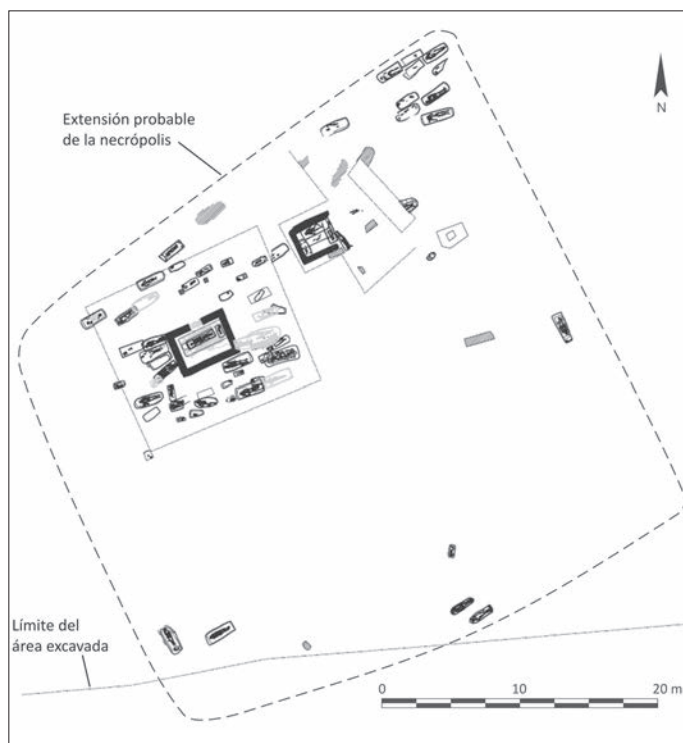 Extensión probable
de la necrópolis
N
Límite del
área excavada
0 10 20 m